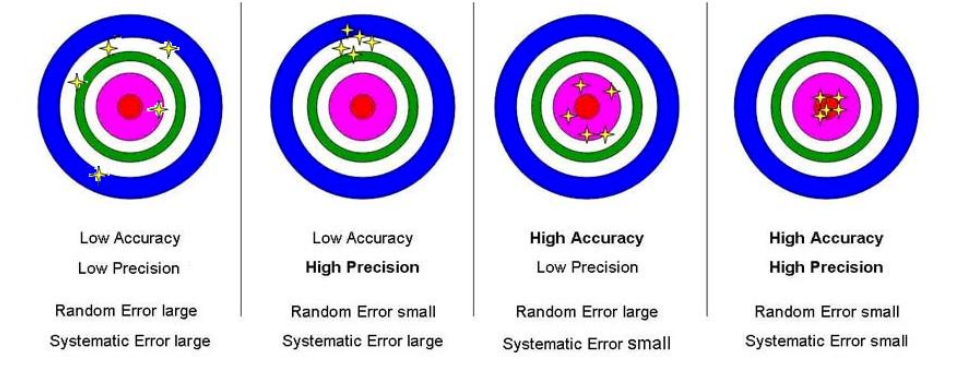 Low Accuracy
Low Precision
Random Error large
Systematic Error large
Low Accuracy
High Precision
Random Error small
Systematic Error large
High Accuracy
Low Precision
Random Error large
Systematic Error small
High Accuracy
High Precision
Random Error small
Systematic Error small